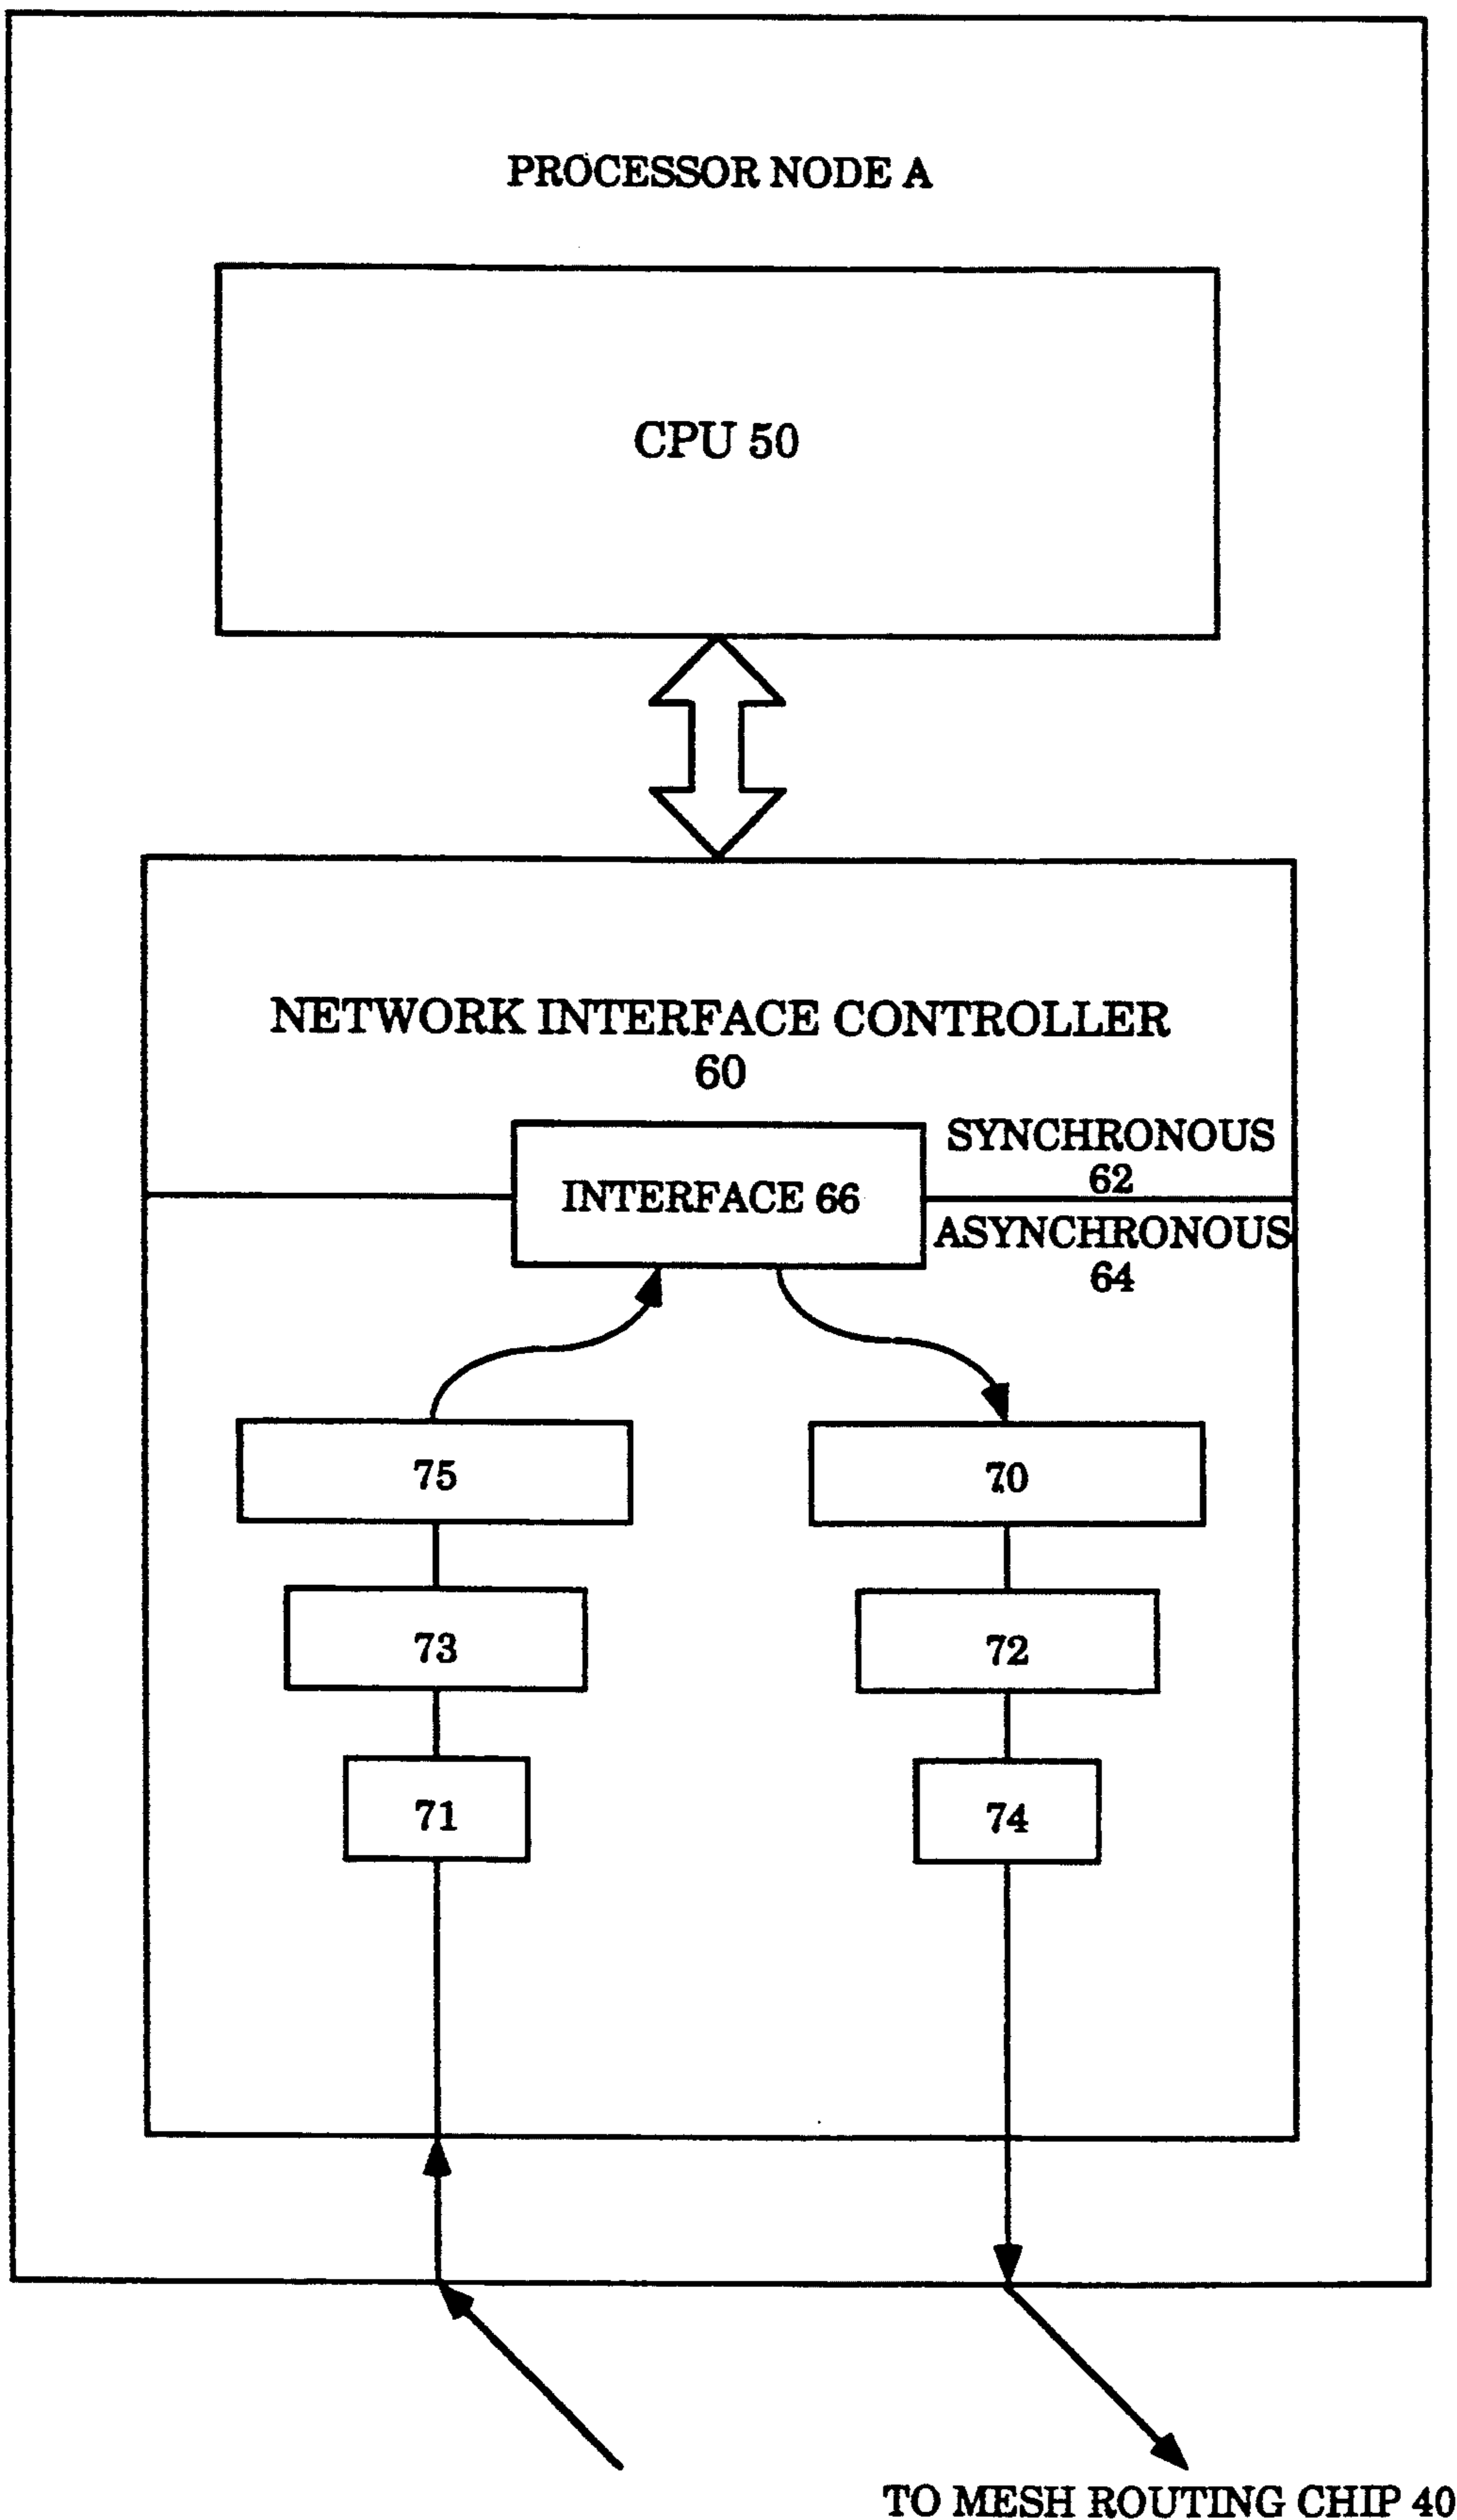 PROCESSOR NODE A
CPU 50
NETWORK INTERFACE CONTROLLER
60
SYNCHRONOUS
62
INTERFACE 66
ASYNCHRONOUS
64
75
70
73
72
71
74
TO MESH ROUTING CHIP 40